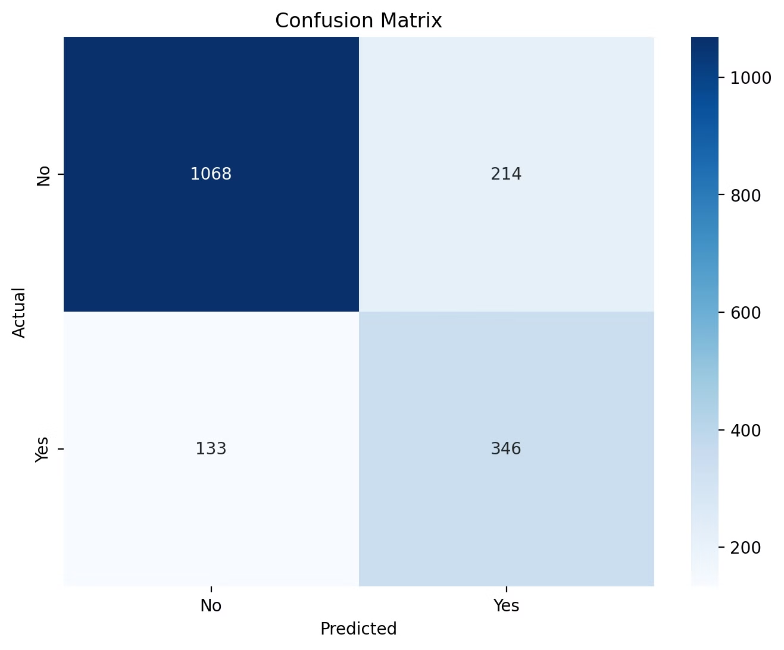 Confusion Matrix
No
1068
214
Yes
133
346
Actual
No
Yes
Predicted
1000
800
600
400
200